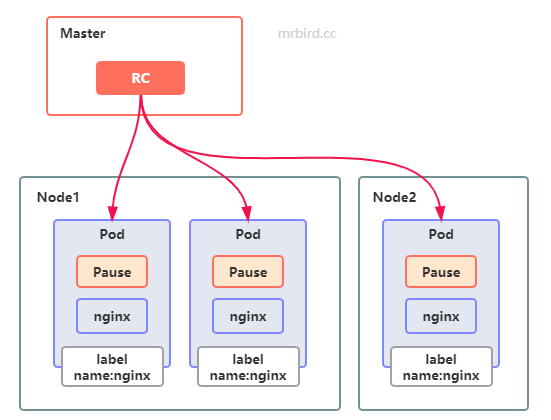 Master
mrbird.cc
RC
Node1
Node2
Pod
Pod
Pod
Pause
Pause
Pause
nginx
nginx
nginx
label
name:nginx
label
name:nginx
label
name:nginx